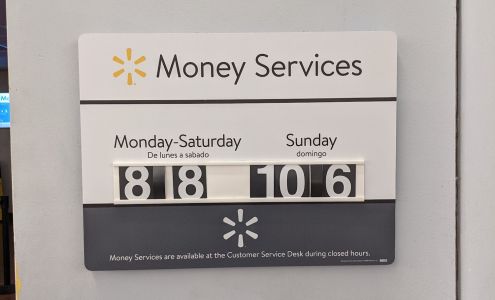 Money Services
Monday-Saturday Sunday
De lunes a sabado domingo
8 8 10 6
Money Services are available at the Customer Service Desk during closed hours.